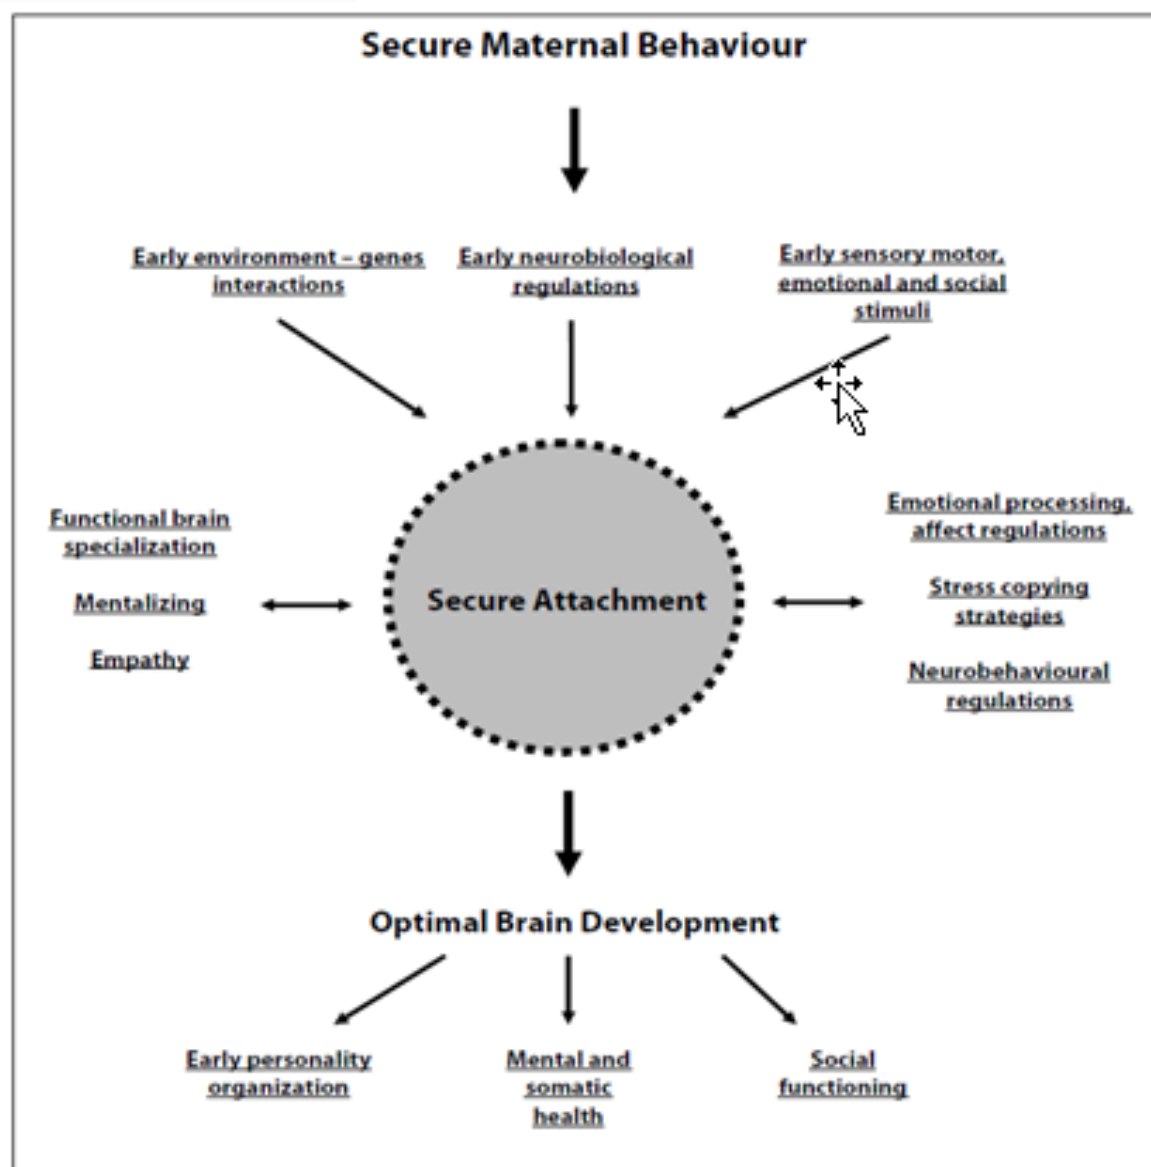 Secure Maternal Behaviour
Early environment – genes
interactions
Early neurobiological
regulations
Early sensory motor,
emotional and social
stimuli
Functional brain
specialization
Mentalizing
Empathy
Secure Attachment
Emotional processing,
affect regulations
Stress copying
strategies
Neurobehavioural
regulations
Optimal Brain Development
Early personality
organization
Mental and
somatic
health
Social
functioning